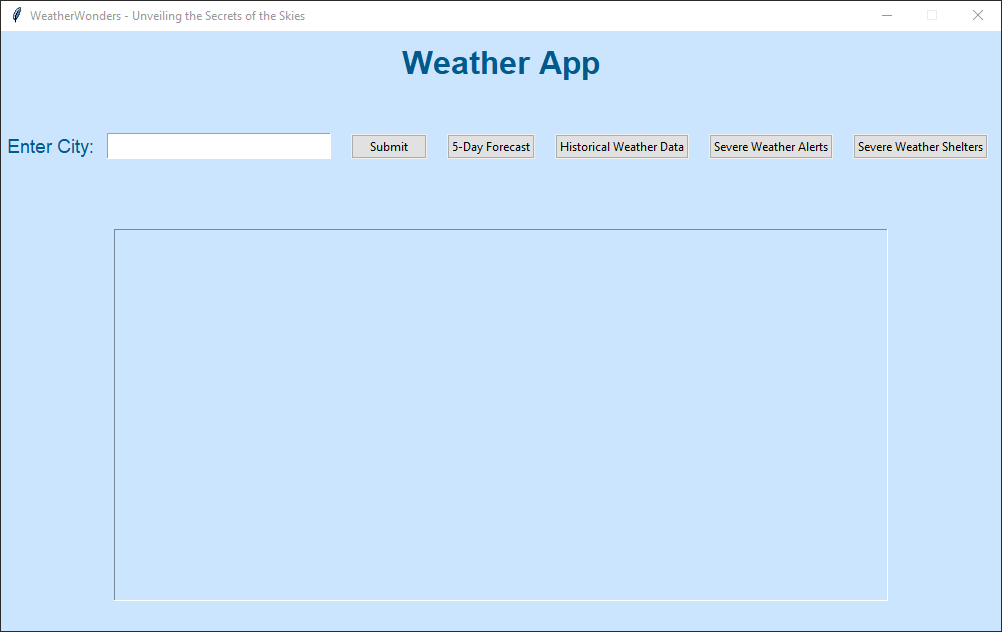 WeatherWonders - Unveiling the Secrets of the Skies
Weather App
Enter City: Submit 5-Day Forecast Historical Weather Data Severe Weather Alerts Severe Weather Shelters